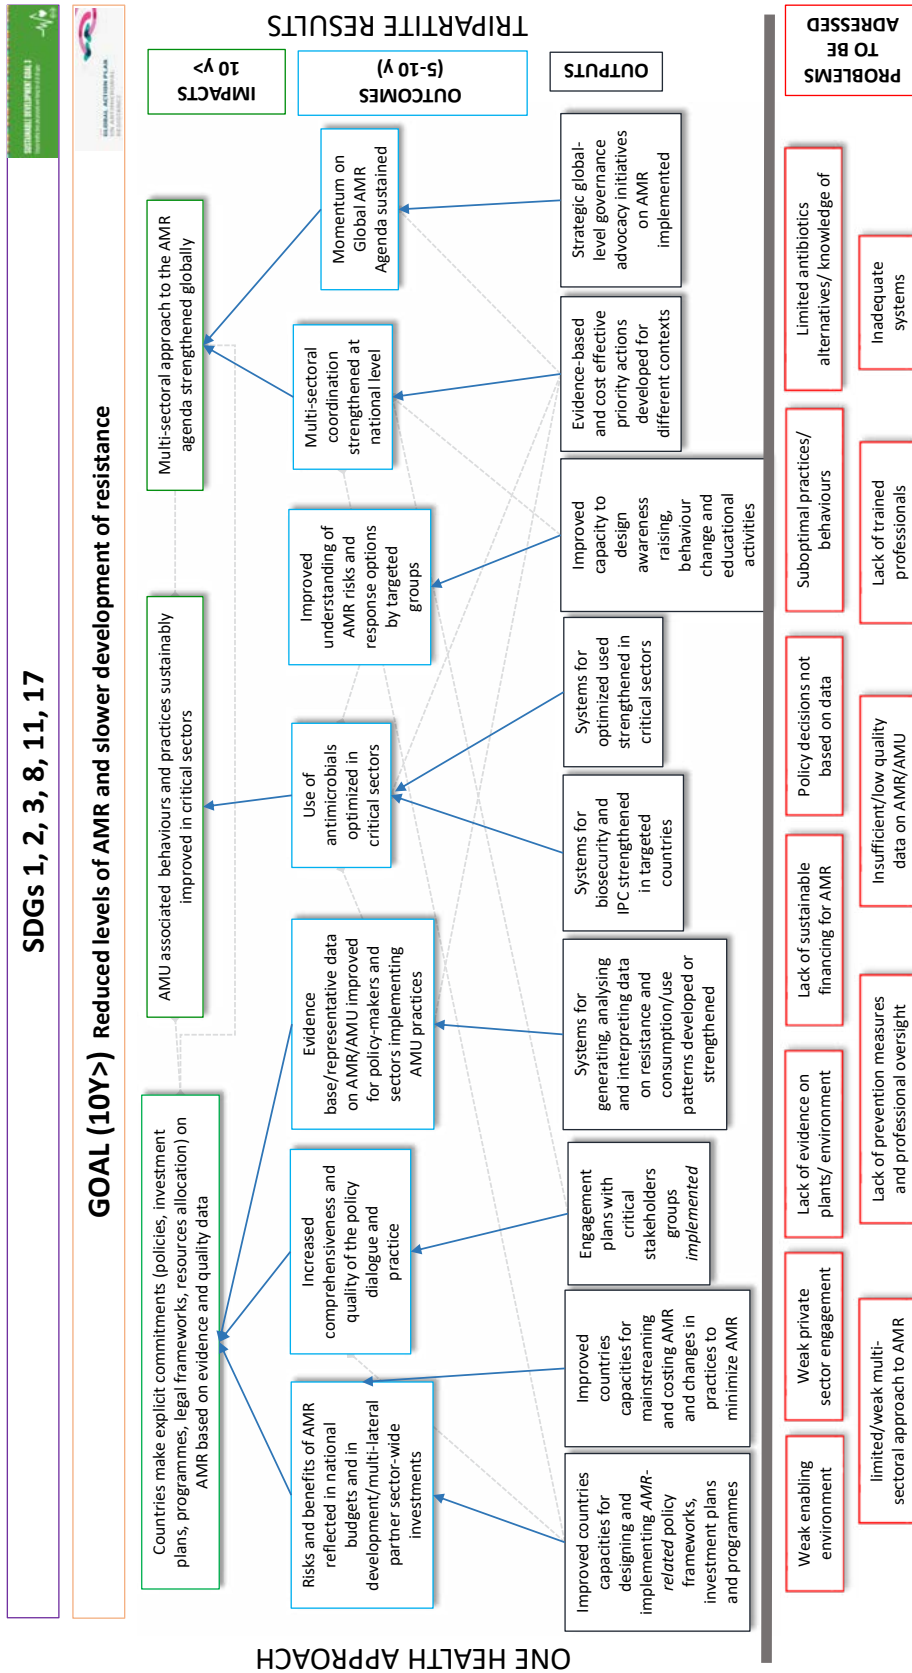 SDGs 1, 2, 3, 8, 11, 17
SUSTAINABLE DEVELOPMENT GOAL 3
GOAL (10Y>) Reduced levels of AMR and slower development of resistance
GLOBAL ACTION PLAN
ON ANTIMICROBIAL
RESISTANCE
ONE HEALTH APPROACH
TRIPARTITE RESULTS
IMPACTS
10 y>
Countries make explicit commitments (policies, investment
plans, programmes, legal frameworks, resources allocation) on
AMR based on evidence and quality data
AMU associated behaviours and practices sustainably
improved in critical sectors
Multi-sectoral approach to the AMR
agenda strengthened globally
OUTCOMES
(5-10 y)
Risks and benefits of AMR
reflected in national
budgets and in
development/multi-lateral
partner sector-wide
investments
Increased
comprehensiveness and
quality of the policy
dialogue and
practice
Evidence
base/representative data
on AMR/AMU improved
for policy-makers and
sectors implementing
AMU practices
Use of
antimicrobials
optimized in
critical sectors
Improved
understanding of
AMR risks and
response options
by targeted
groups
Multi-sectoral
coordination
strengthened at
national level
Momentum on
Global AMR
Agenda sustained
OUTPUTS
Improved countries
capacities for
designing and
implementing AMR-
related policy
frameworks,
investment plans
and programmes
Improved
countries
capacities for
mainstreaming
and costing AMR
and changes in
practices to
minimize AMR
Engagement
plans with
critical
stakeholders
groups
implemented
Systems for
generating, analysing
and interpreting data
on resistance and
consumption/use
patterns developed or
strengthened
Systems for
biosecurity and
IPC strengthened
in targeted
countries
Systems for
optimized used
strengthened in
critical sectors
Improved
capacity to
design
awareness
raising,
behaviour
change and
educational
activities
Evidence-based
and cost effective
priority actions
developed for
different contexts
Strategic global-
level governance
advocacy initiatives
on AMR
implemented
PROBLEMS
TO BE
ADRESSED
Weak enabling
environment
Weak private
sector engagement
Lack of evidence on
plants/ environment
Lack of sustainable
financing for AMR
Policy decisions not
based on data
Suboptimal practices/
behaviours
Limited antibiotics
alternatives/ knowledge of
limited/weak multi-
sectoral approach to AMR
Lack of prevention measures
and professional oversight
Insufficient/low quality
data on AMR/AMU
Lack of trained
professionals
Inadequate
systems